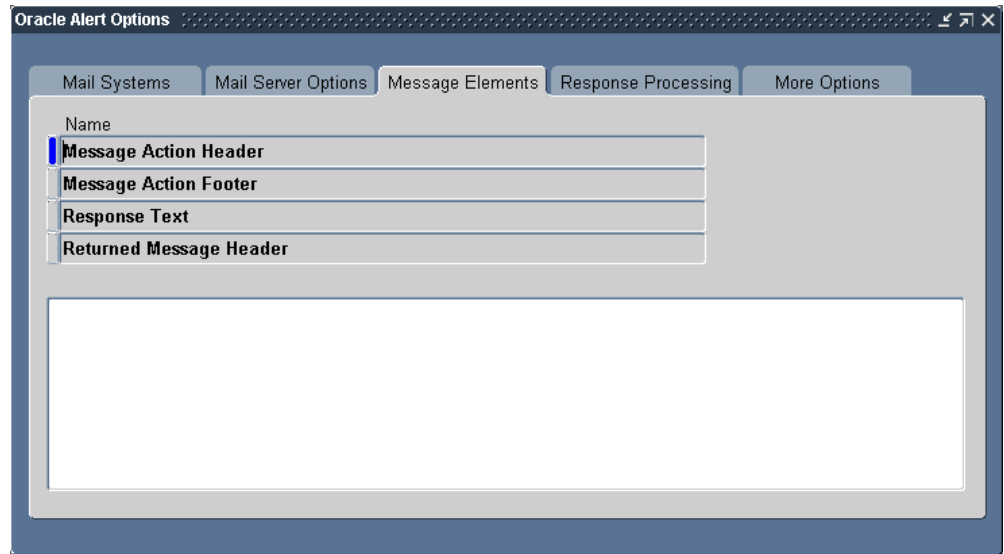 Oracle Alert Options
Mail Systems Mail Server Options Message Elements Response Processing More Options
Name
Message Action Header
Message Action Footer
Response Text
Returned Message Header